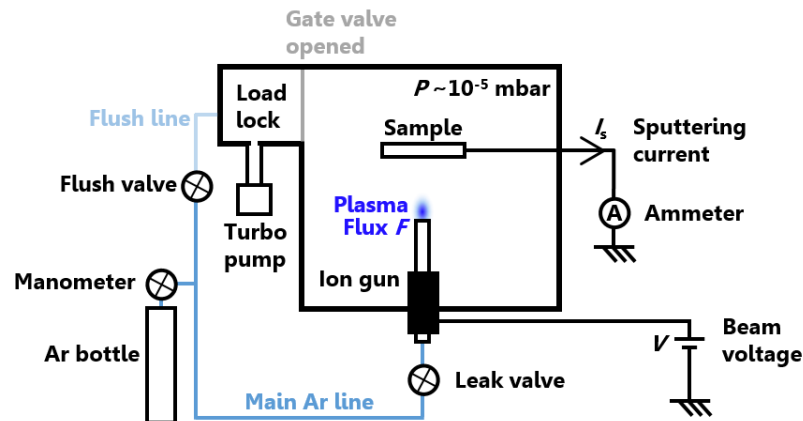 Gate valve
opened
Load
lock
P ~10⁻⁵ mbar
Flush line
Sample
Iₛ
Sputtering
current
Flush valve
Plasma
Flux F
A
Ammeter
Turbo
pump
Manometer
Ion gun
Ar bottle
V
Beam
voltage
Leak valve
Main Ar line